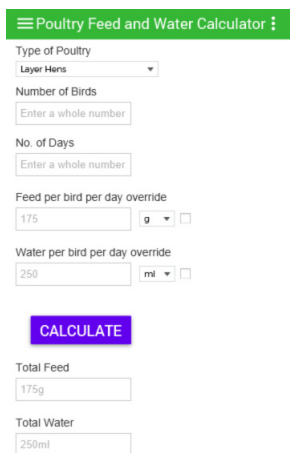 Poultry Feed and Water Calculator
Type of Poultry
Layer Hens
Number of Birds
Enter a whole number
No. of Days
Enter a whole number
Feed per bird per day override
175 g
Water per bird per day override
250 ml
CALCULATE
Total Feed
175g
Total Water
250ml